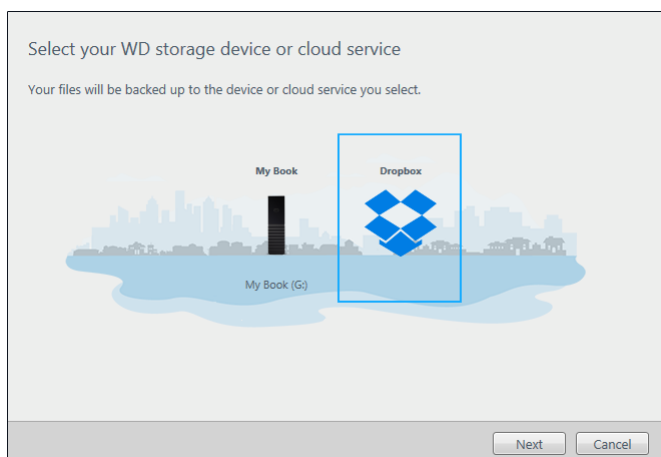 Select your WD storage device or cloud service
Your files will be backed up to the device or cloud service you select.
My Book
Dropbox
My Book (G:)
Next
Cancel